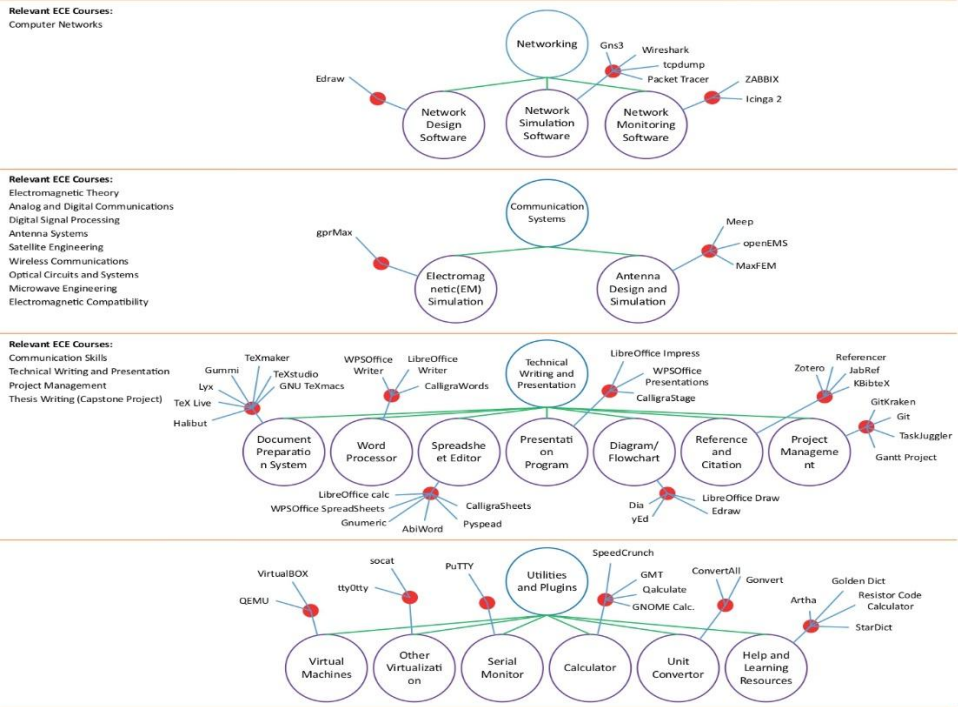 Relevant ECE Courses:
Computer Networks
Networking
Gns3
Wireshark
tcpdump
Packet Tracer
Edraw
ZABBIX
Icinga 2
Network
Design
Software
Network
Simulation
Software
Network
Monitoring
Software
Relevant ECE Courses:
Electromagnetic Theory
Analog and Digital Communications
Digital Signal Processing
Antenna Systems
Satellite Engineering
Wireless Communications
Optical Circuits and Systems
Microwave Engineering
Electromagnetic Compatibility
Communication
Systems
gprMax
Meep
openEMS
MaxFEM
Electromag
netic(EM)
Simulation
Antenna
Design and
Simulation
Relevant ECE Courses:
Communication Skills
Technical Writing and Presentation
Project Management
Thesis Writing (Capstone Project)
Technical
Writing and
Presentation
TeXmaker
Gummi
TeXstudio
Lyx
GNU TeXmacs
TeX Live
Halibut
WPSOffice
Writer
LibreOffice
Writer
CalligraWords
LibreOffice Impress
WPSOffice
Presentations
CalligraStage
Referencer
Zotero
JabRef
KBibteX
GitKraken
Git
TaskJuggler
Gantt Project
Document
Preparatio
n System
Word
Processor
Spreadshe
et Editor
Presentati
on
Program
Diagram/
Flowchart
Reference
and
Citation
Project
Manageme
nt
LibreOffice calc
WPSOffice SpreadSheets
Gnumeric
AbiWord
CalligraSheets
Pyspead
Dia
yEd
LibreOffice Draw
Edraw
Utilities
and Plugins
VirtualBOX
QEMU
socat
tty0tty
PuTTY
SpeedCrunch
GMT
Qalculate
GNOME Calc.
ConvertAll
Gonvert
Golden Dict
Artha
Resistor Code
Calculator
StarDict
Virtual
Machines
Other
Virtualizati
on
Serial
Monitor
Calculator
Unit
Convertor
Help and
Learning
Resources